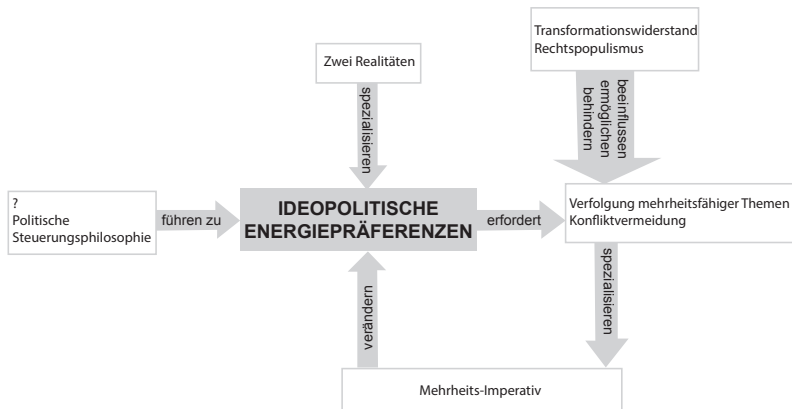 Transformationswiderstand
Rechtspopulismus
Zwei Realitäten
spezialisieren
beeinflussen
ermöglichen
behindern
?
Politische
Steuerungsphilosophie
führen zu
IDEOPOLITISCHE
ENERGIEPRÄFERENZEN
erfordert
Verfolgung mehrheitsfähiger Themen
Konfliktvermeidung
verändern
spezialisieren
Mehrheits-Imperativ